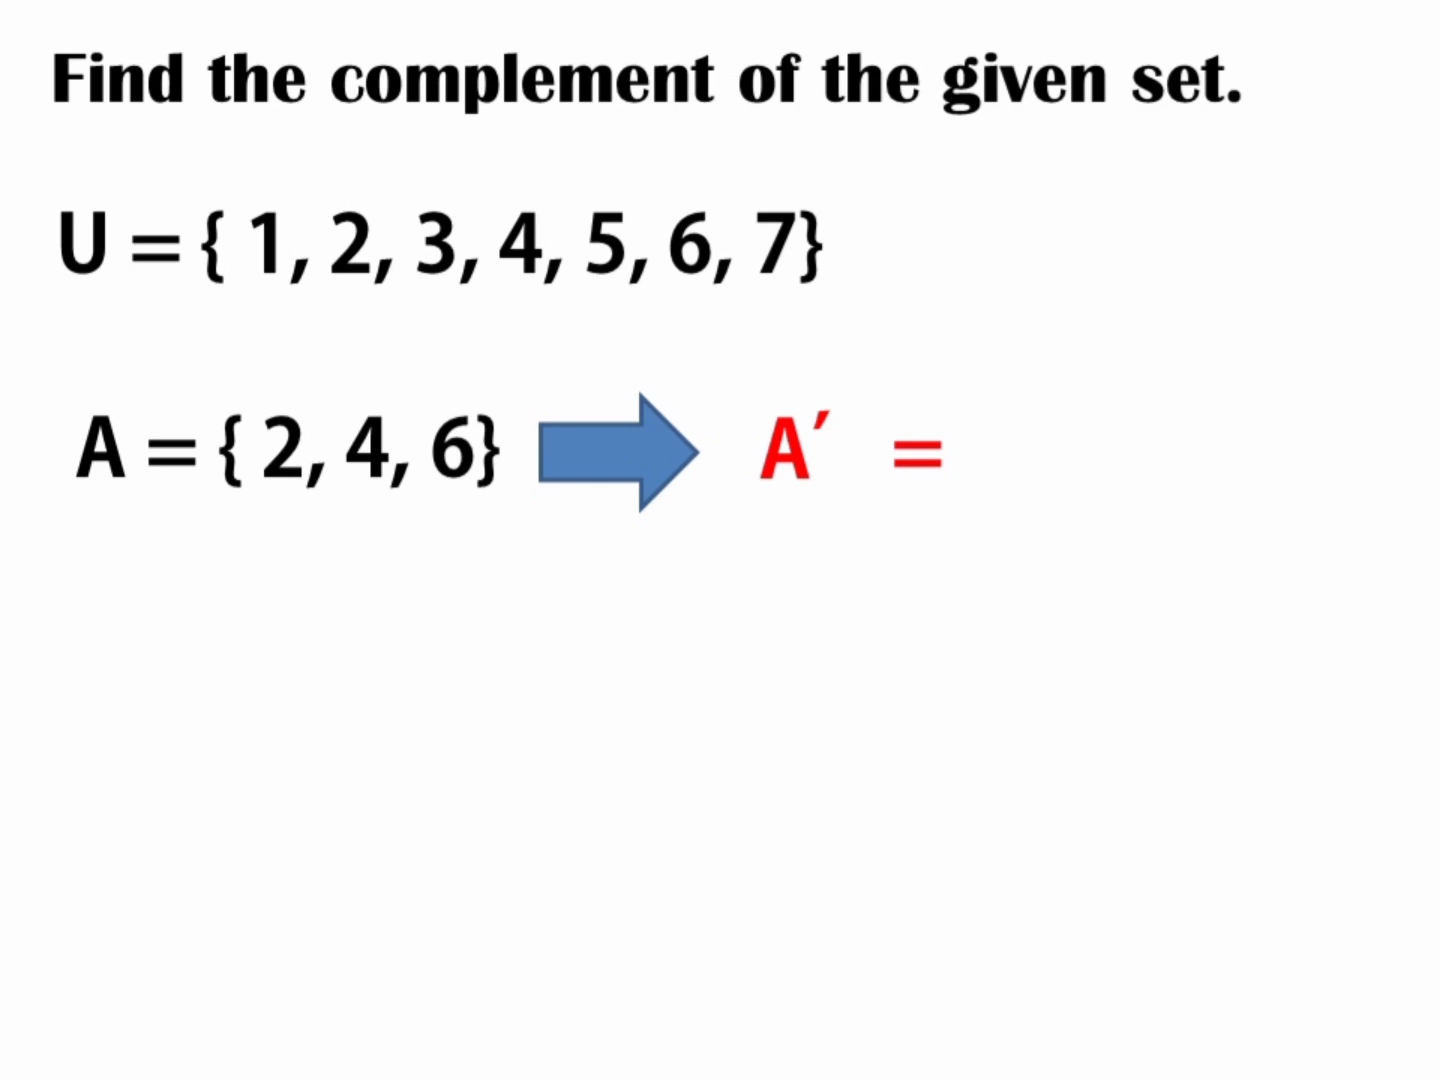 Find the complement of the given set.
U = { 1, 2, 3, 4, 5, 6, 7}
A = { 2, 4, 6} A′ =